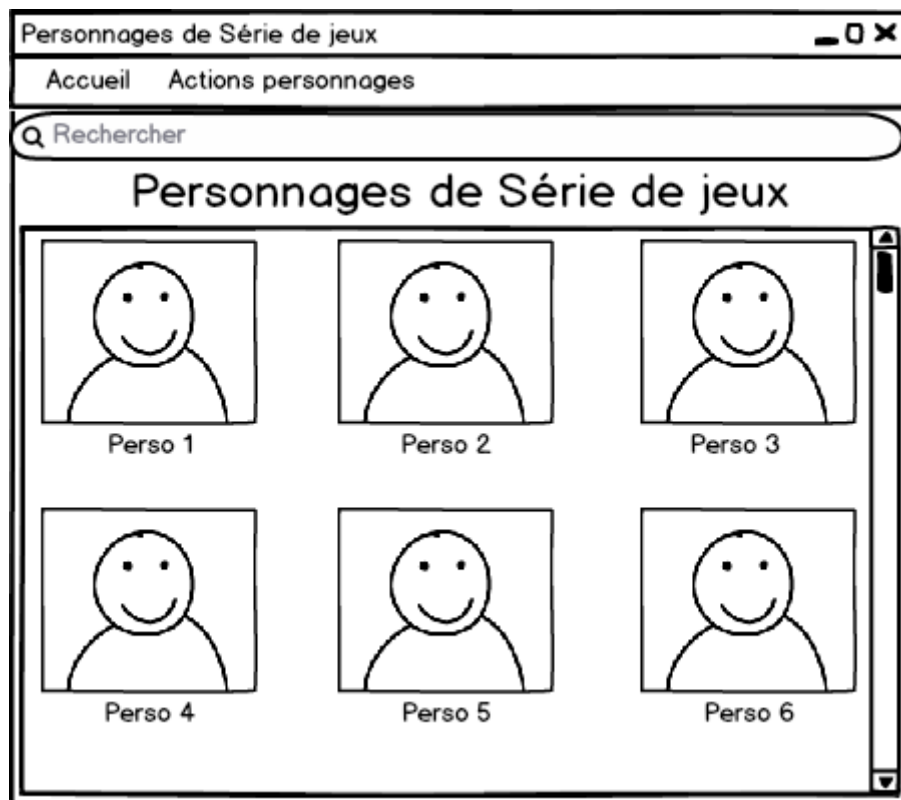 Personnages de Série de jeux
Accueil Actions personnages
Rechercher
Personnages de Série de jeux
Perso 1 Perso 2 Perso 3
Perso 4 Perso 5 Perso 6